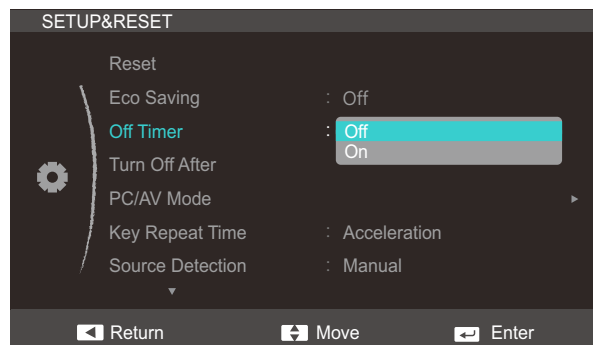 SETUP&RESET
Reset
Eco Saving : Off
Off Timer : Off
On
Turn Off After
PC/AV Mode
Key Repeat Time : Acceleration
Source Detection : Manual
Return Move Enter